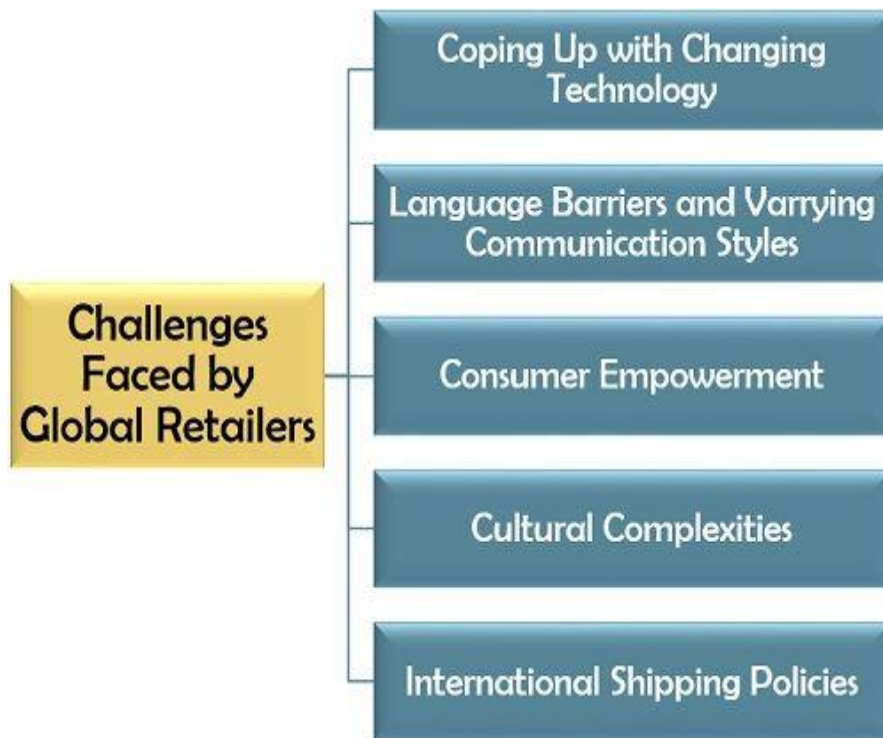 Challenges
Faced by
Global Retailers
Coping Up with Changing
Technology
Language Barriers and Varrying
Communication Styles
Consumer Empowerment
Cultural Complexities
International Shipping Policies